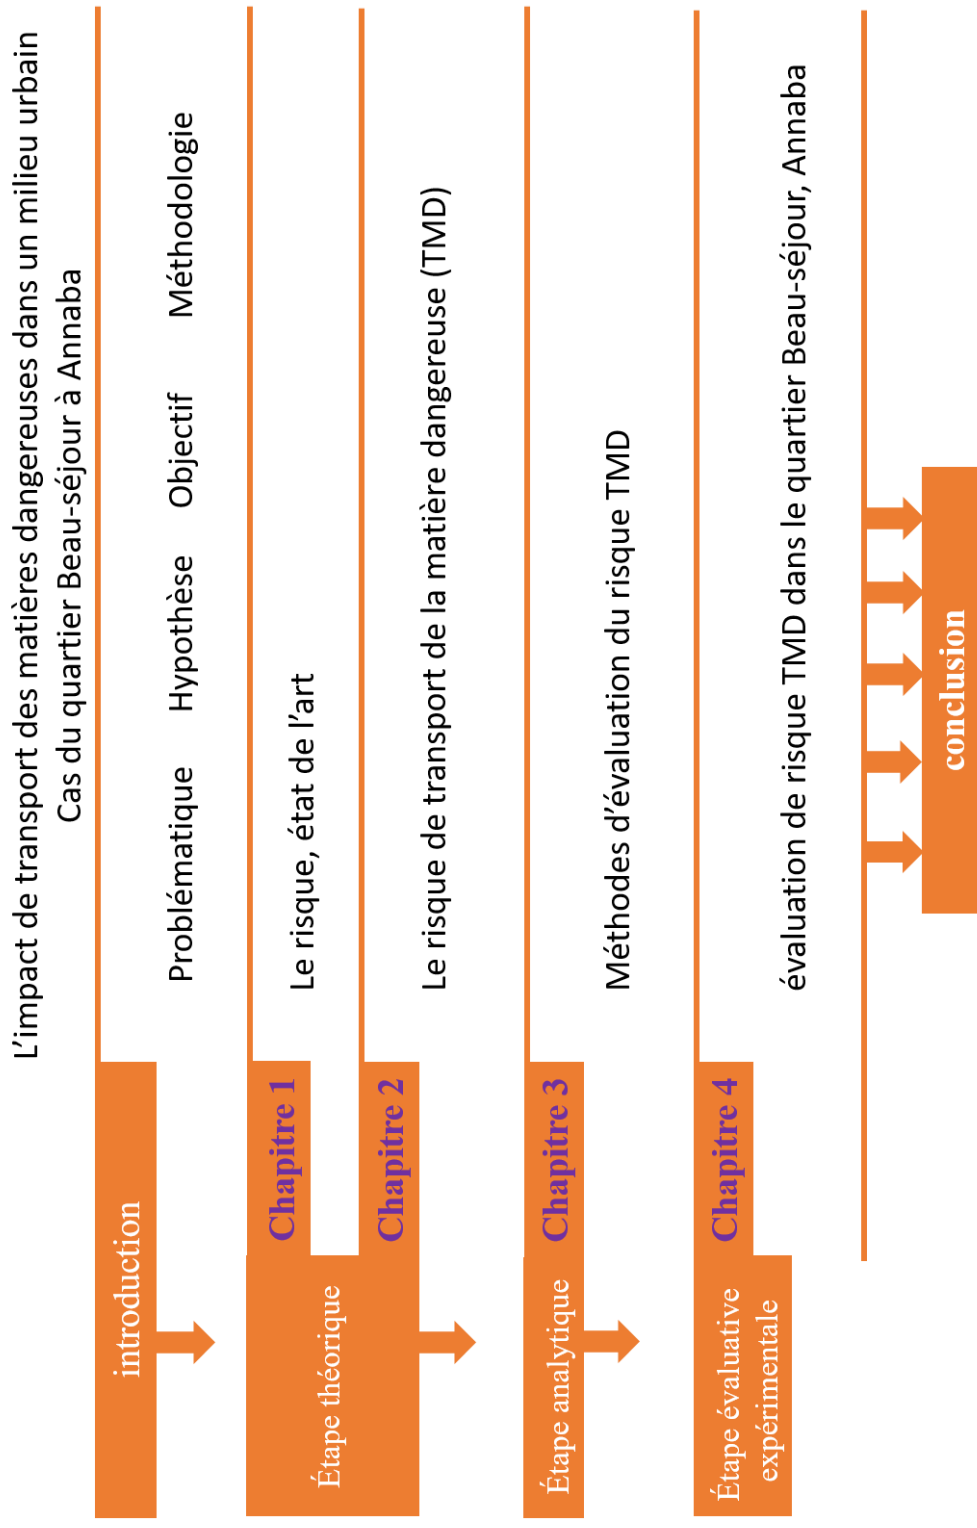 L’impact de transport des matières dangereuses dans un milieu urbain
Cas du quartier Beau-séjour à Annaba
introduction
Problématique Hypothèse Objectif Méthodologie
Étape théorique
Chapitre 1
Le risque, état de l’art
Chapitre 2
Le risque de transport de la matière dangereuse (TMD)
Étape analytique
Chapitre 3
Méthodes d’évaluation du risque TMD
Étape évaluative
expérimentale
Chapitre 4
évaluation de risque TMD dans le quartier Beau-séjour, Annaba
conclusion